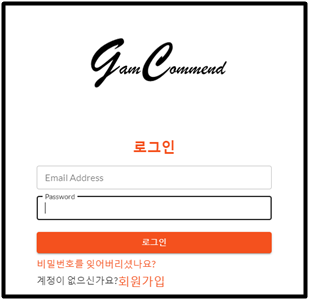 GamCommend
로그인
Email Address
Password
로그인
비밀번호를 잊어버리셨나요?
계정이 없으신가요?회원가입